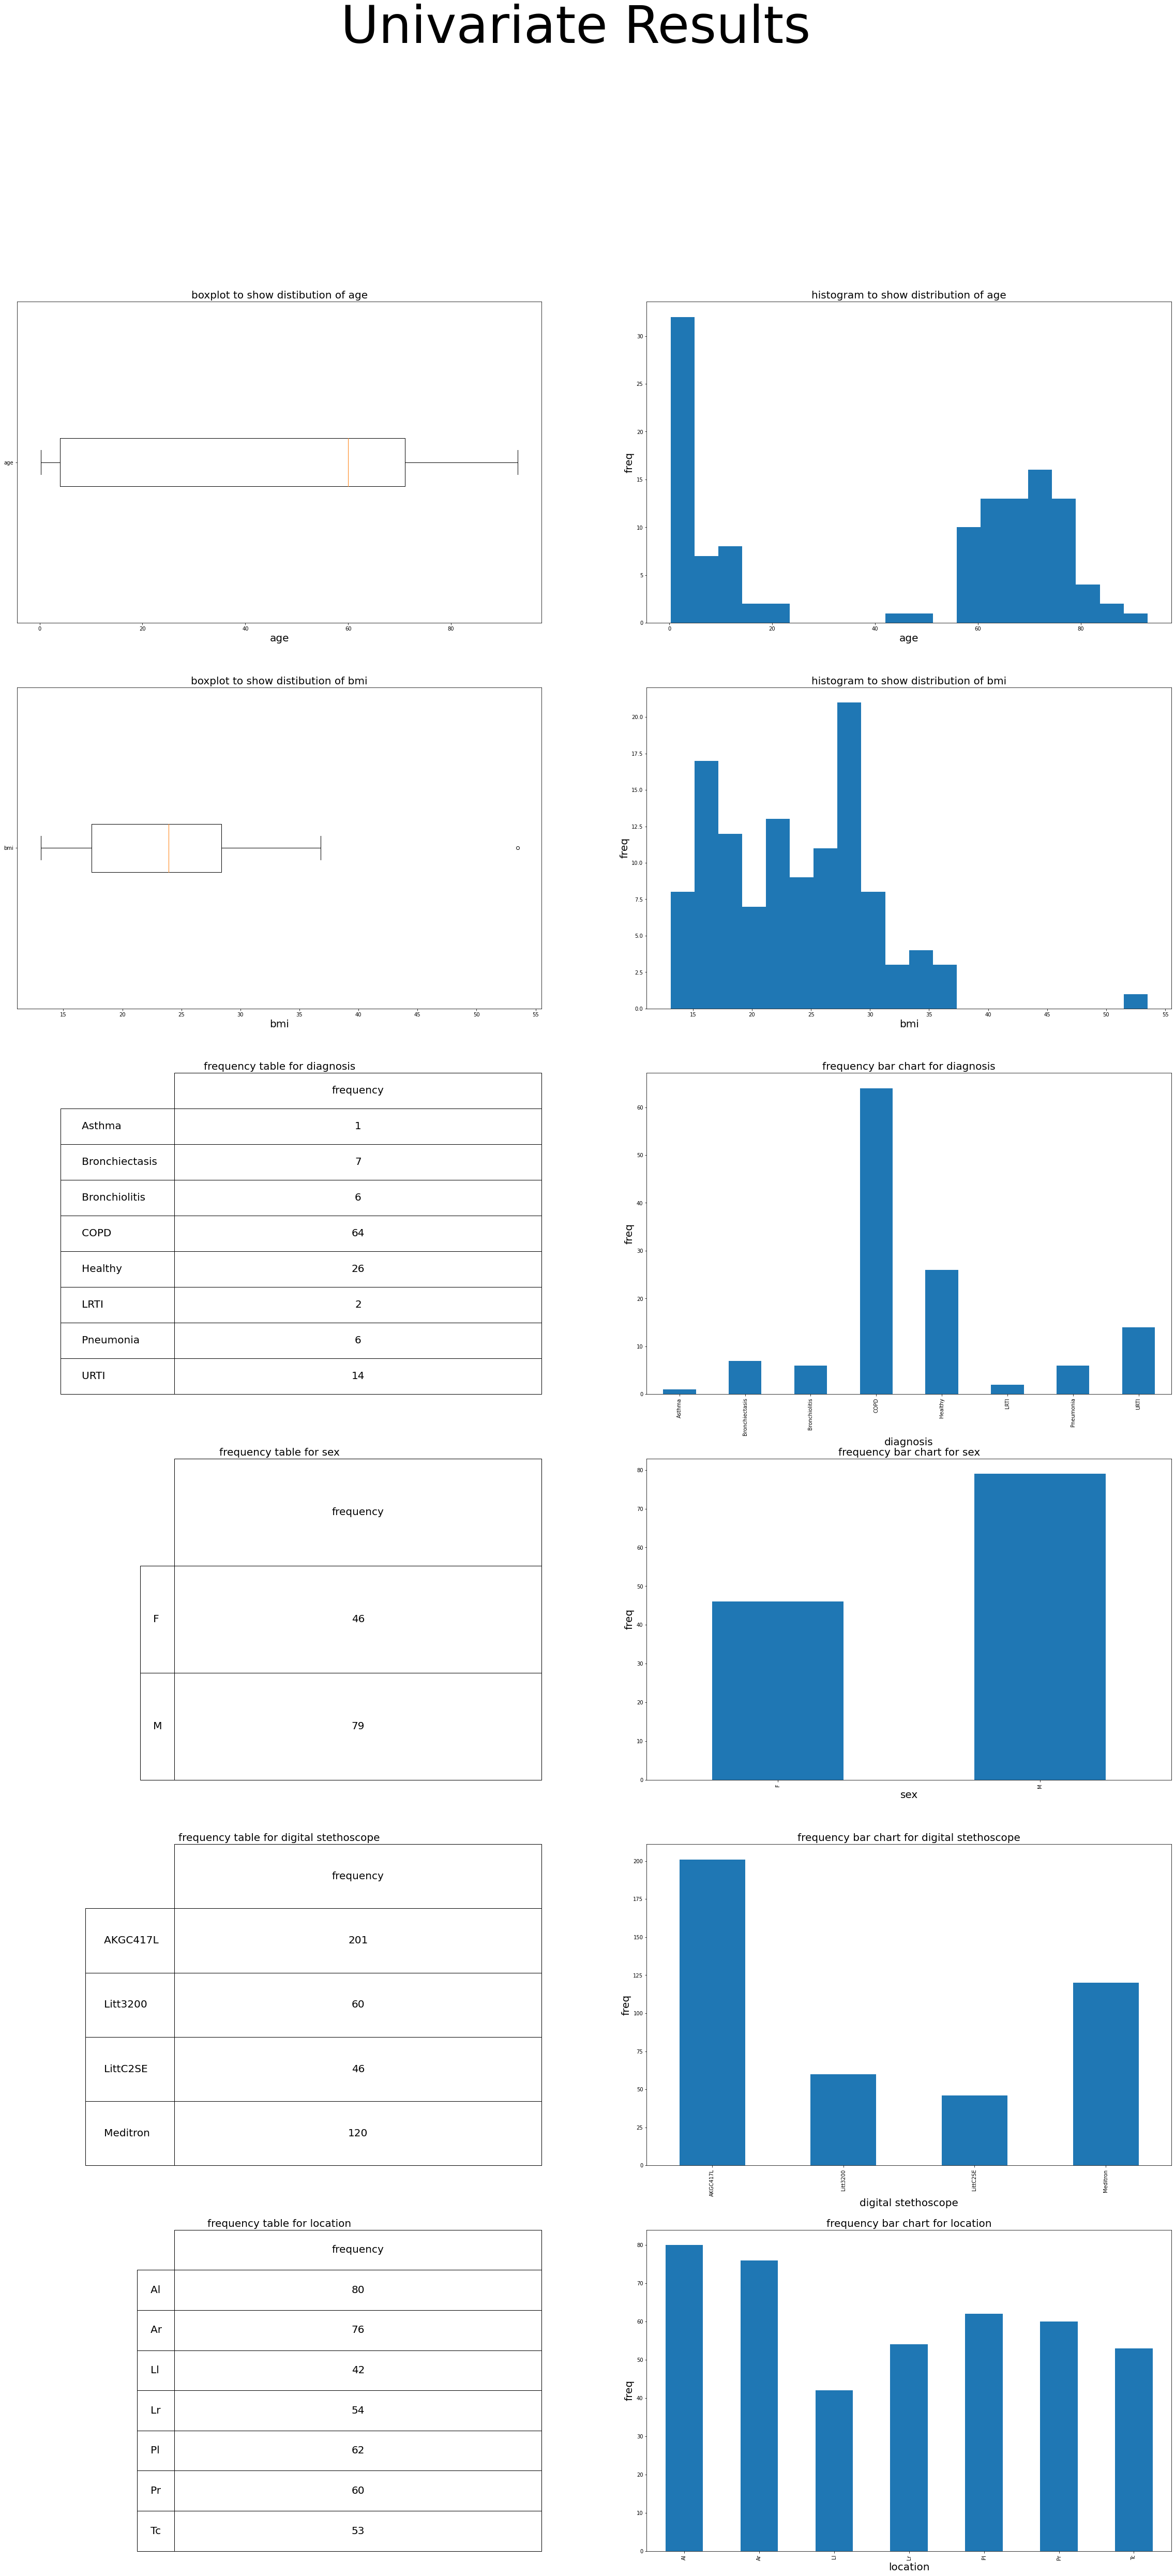 Univariate Results
boxplot to show distibution of age
age
0 20 40 60 80
age
histogram to show distribution of age
freq
30
25
20
15
10
5
0
0 20 40 60 80
age
boxplot to show distibution of bmi
bmi
15 20 25 30 35 40 45 50 55
bmi
histogram to show distribution of bmi
freq
20.0
17.5
15.0
12.5
10.0
7.5
5.0
2.5
0.0
15 20 25 30 35 40 45 50 55
bmi
frequency table for diagnosis
frequency
Asthma 1
Bronchiectasis 7
Bronchiolitis 6
COPD 64
Healthy 26
LRTI 2
Pneumonia 6
URTI 14
frequency bar chart for diagnosis
freq
60
50
40
30
20
10
0
Asthma Bronchiectasis Bronchiolitis COPD Healthy LRTI Pneumonia URTI
diagnosis
frequency table for sex
frequency
F 46
M 79
frequency bar chart for sex
freq
80
70
60
50
40
30
20
10
0
F M
sex
frequency table for digital stethoscope
frequency
AKGC417L 201
Litt3200 60
LittC2SE 46
Meditron 120
frequency bar chart for digital stethoscope
freq
200
175
150
125
100
75
50
25
0
AKGC417L Litt3200 LittC2SE Meditron
digital stethoscope
frequency table for location
frequency
Al 80
Ar 76
Ll 42
Lr 54
Pl 62
Pr 60
Tc 53
frequency bar chart for location
freq
80
70
60
50
40
30
20
10
0
Al Ar Ll Lr Pl Pr Tc
location